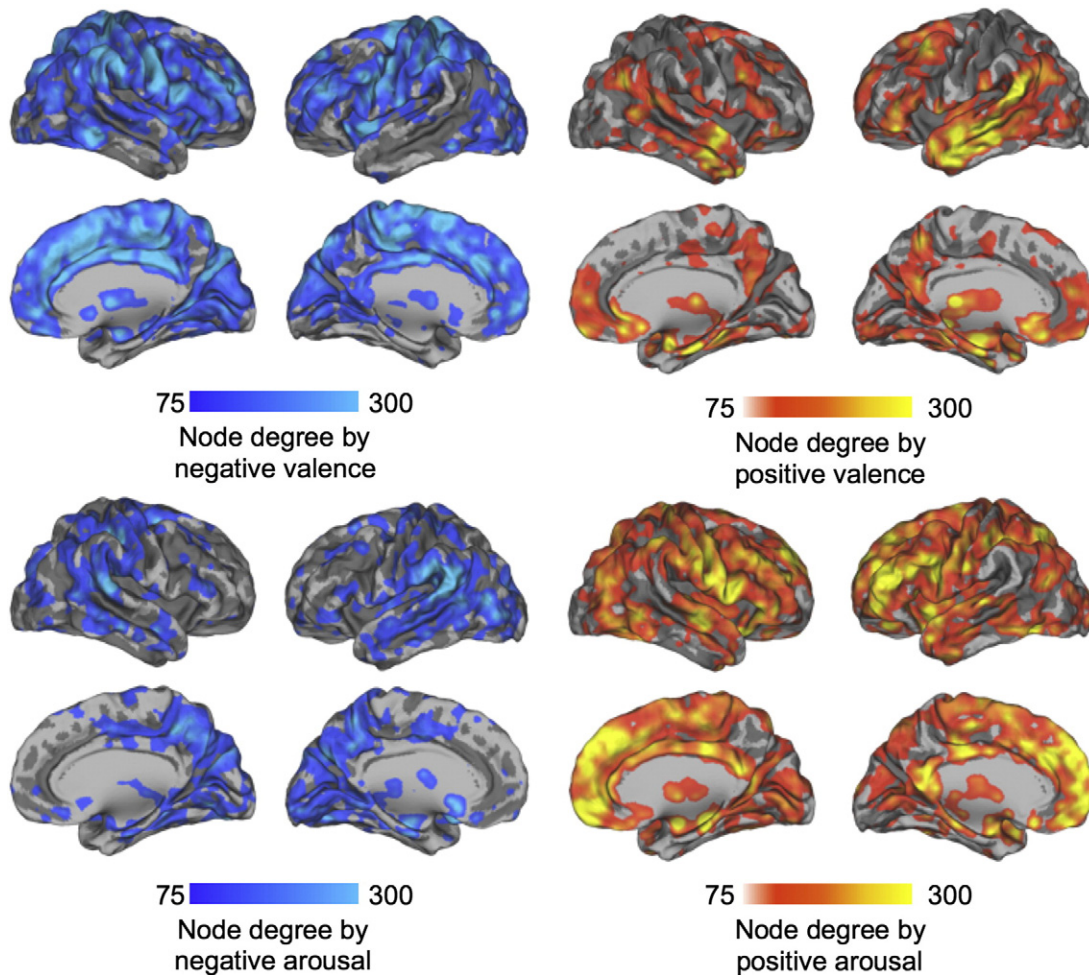 75 300
Node degree by
negative valence
75 300
Node degree by
positive valence
75 300
Node degree by
negative arousal
75 300
Node degree by
positive arousal